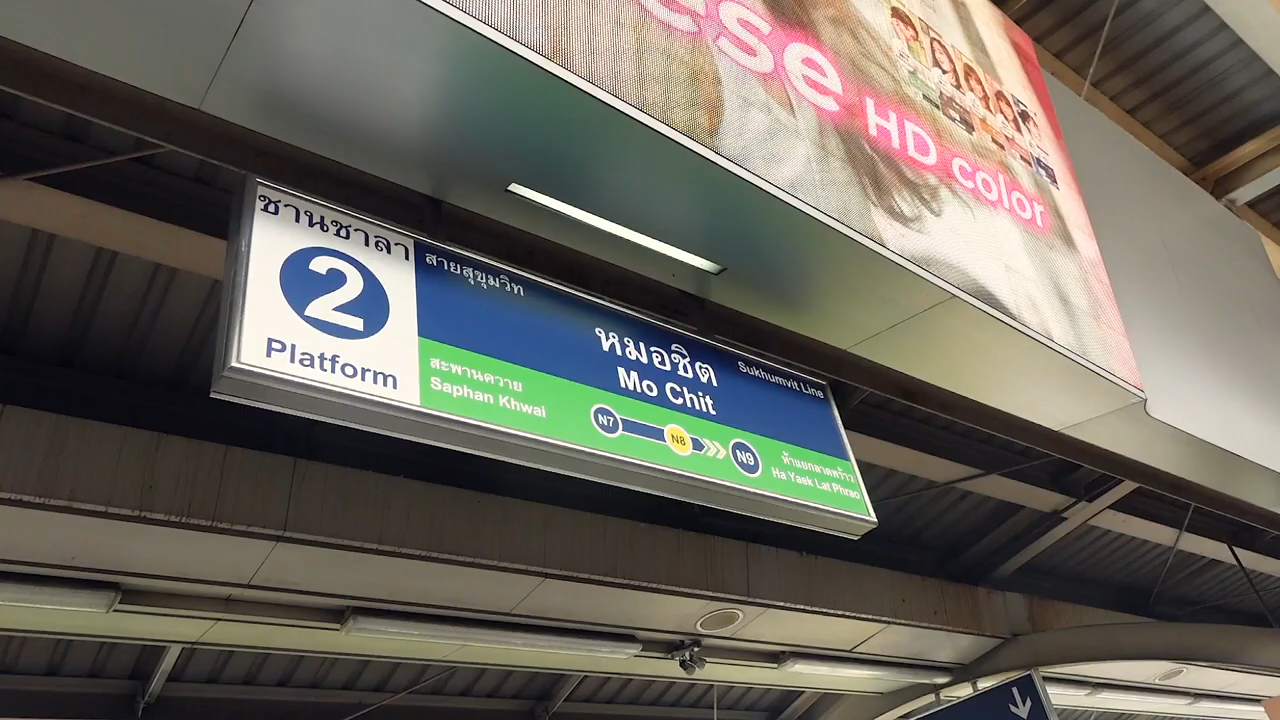 ese HD color
ชานชาลา
2
Platform
สายสุขุมวิท
หมอชิต
Mo Chit
Sukhumvit Line
สะพานควาย
Saphan Khwai
N7
N8
N9
ห้าแยกลาดพร้าว
Ha Yaek Lat Phrao